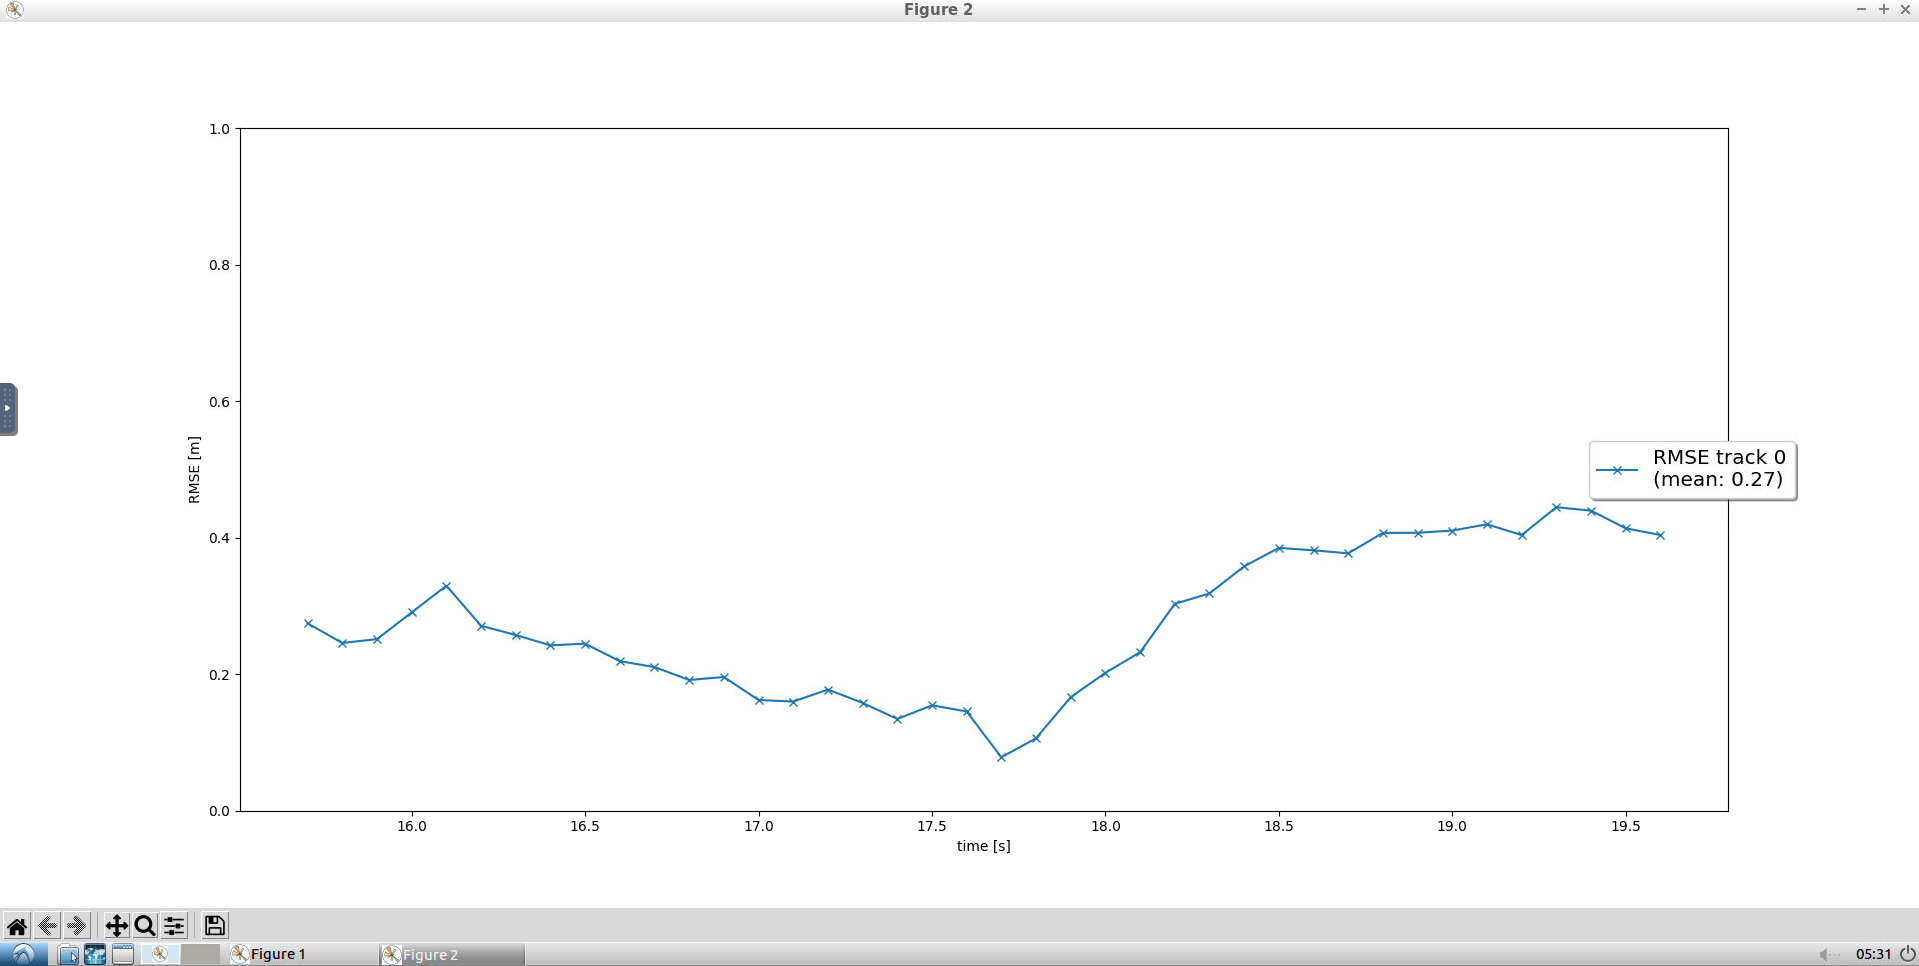 Figure 2
1.0
0.8
0.6
0.4
0.2
0.0
RMSE [m]
RMSE track 0
(mean: 0.27)
16.0 16.5 17.0 17.5 18.0 18.5 19.0 19.5
time [s]
Figure 1 Figure 2 05:31